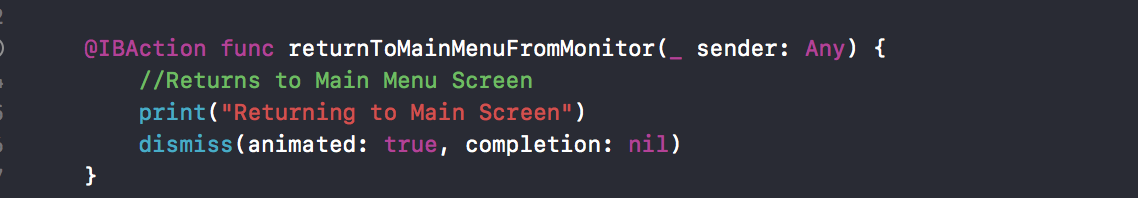 @IBAction func returnToMainMenuFromMonitor(_ sender: Any) {
//Returns to Main Menu Screen
print("Returning to Main Screen")
dismiss(animated: true, completion: nil)
}